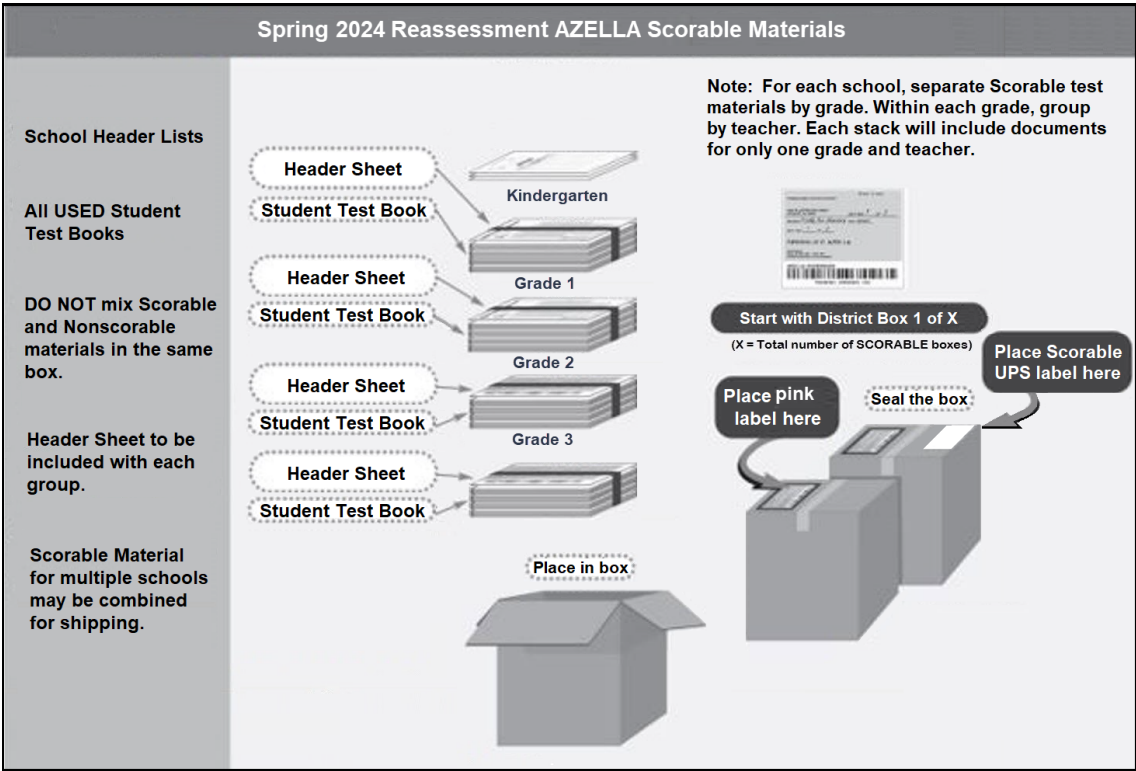 Spring 2024 Reassessment AZELLA Scorable Materials
School Header Lists
All USED Student
Test Books
DO NOT mix Scorable
and Nonscorable
materials in the same
box.
Header Sheet to be
included with each
group.
Scorable Material
for multiple schools
may be combined
for shipping.
Header Sheet
Student Test Book
Kindergarten
Header Sheet
Student Test Book
Grade 1
Header Sheet
Student Test Book
Grade 2
Header Sheet
Student Test Book
Grade 3
Place in box
Note: For each school, separate Scorable test
materials by grade. Within each grade, group
by teacher. Each stack will include documents
for only one grade and teacher.
Start with District Box 1 of X
(X = Total number of SCORABLE boxes)
Place pink
label here
Seal the box
Place Scorable
UPS label here